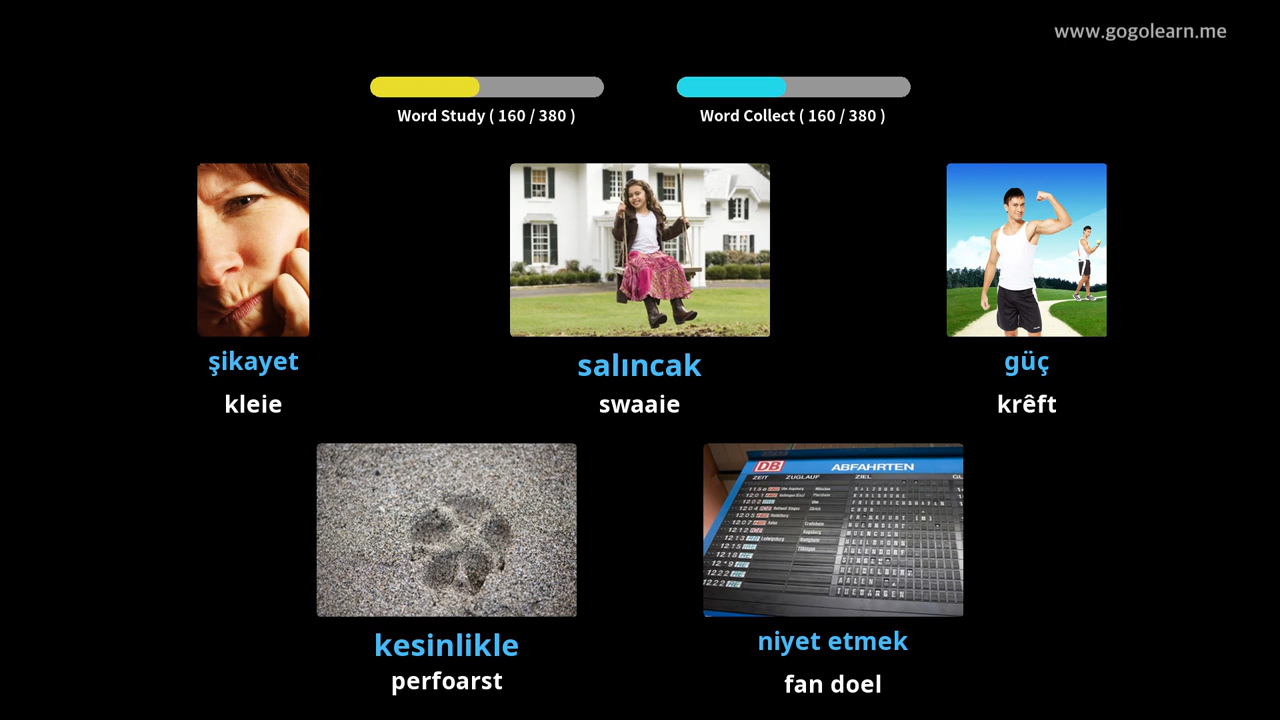 www.gogolearn.me
Word Study ( 160 / 380 )
Word Collect ( 160 / 380 )
şikayet
salıncak
güç
kleie
swaaie
krêft
DB
ABFAHRTEN
ZEIT ZUGLAUF ZIEL
kesinlikle
niyet etmek
perfoarst
fan doel